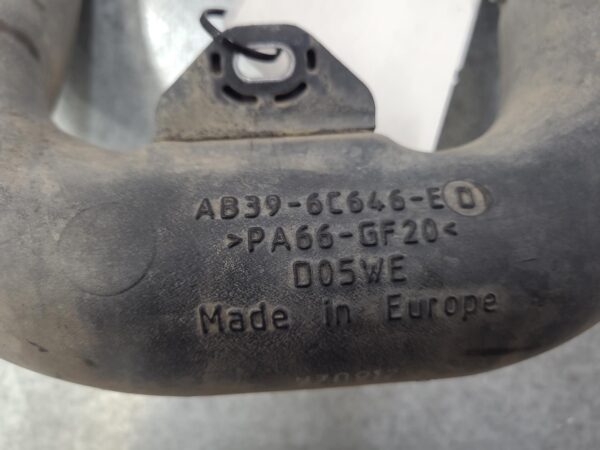 AB39-6C646-ED
>PA66-GF20<
D05WE
Made in Europe